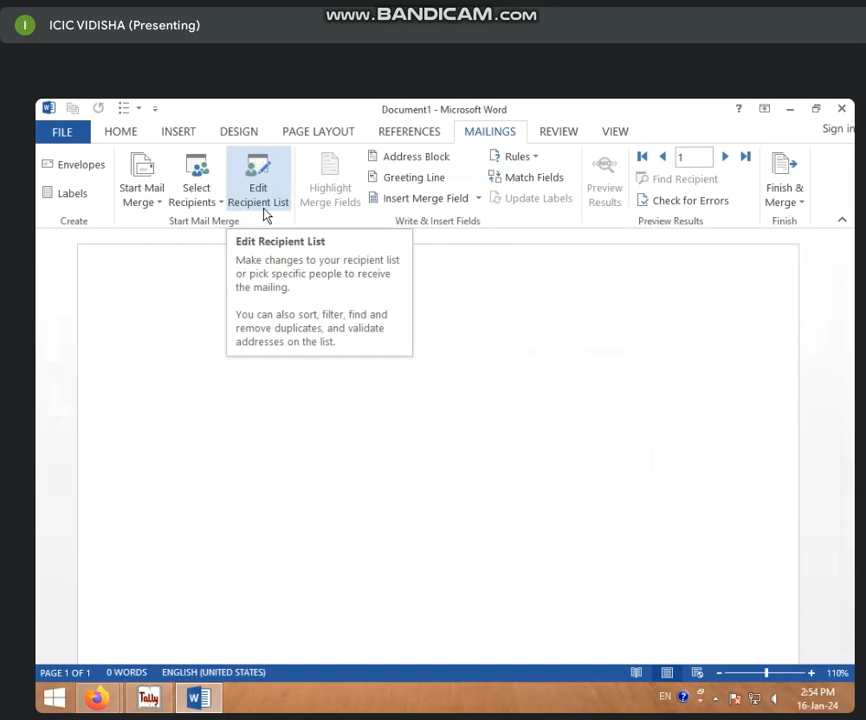 www.BANDICAM.com
I ICIC VIDISHA (Presenting)
Document1 - Microsoft Word
?
FILE HOME INSERT DESIGN PAGE LAYOUT REFERENCES MAILINGS REVIEW VIEW Sign in
Envelopes
Labels
Create
Start Mail
Merge
Select
Recipients
Edit
Recipient List
Start Mail Merge
Highlight
Merge Fields
Address Block
Greeting Line
Insert Merge Field
Rules
Match Fields
Update Labels
Write & Insert Fields
Preview
Results
1
Find Recipient
Check for Errors
Preview Results
Finish &
Merge
Finish
Edit Recipient List
Make changes to your recipient list
or pick specific people to receive
the mailing.
You can also sort, filter, find and
remove duplicates, and validate
addresses on the list.
PAGE 1 OF 1 0 WORDS ENGLISH (UNITED STATES) 110%
Tally
EN
2:54 PM
16-Jan-24